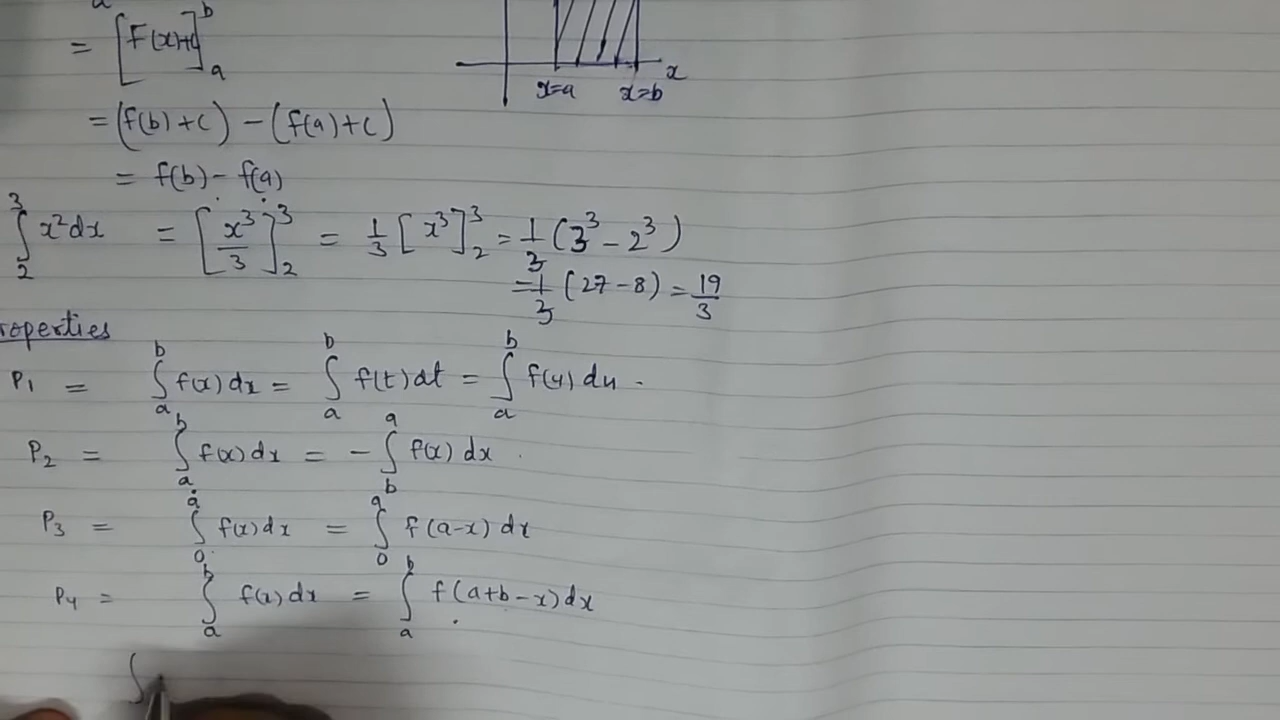 a
= [F(x)+c]_a^b
x=a x=b x
= (f(b)+c) - (f(a)+c)
= f(b) - f(a)
∫_2^3 x²dx = [x³/3]_2^3 = 1/3 [x³]_2^3 = 1/3 (3³ - 2³)
= 1/3 (27-8) = 19/3
roperties
P₁ = ∫_a^b f(x)dx = ∫_a^b f(t)dt = ∫_a^b f(u)du.
P₂ = ∫_a^b f(x)dx = -∫_b^a f(x)dx.
P₃ = ∫_0^a f(x)dx = ∫_0^a f(a-x)dx
P₄ = ∫_a^b f(x)dx = ∫_a^b f(a+b-x)dx
∫